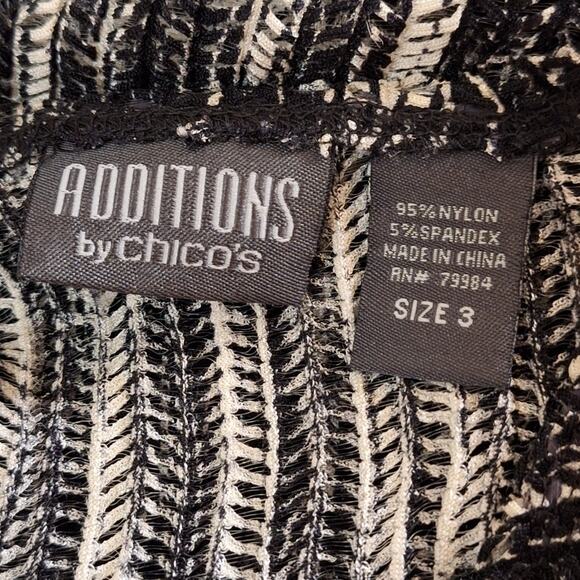 ADDITIONS
by chico's
95% NYLON
5% SPANDEX
MADE IN CHINA
RN# 79984
SIZE 3